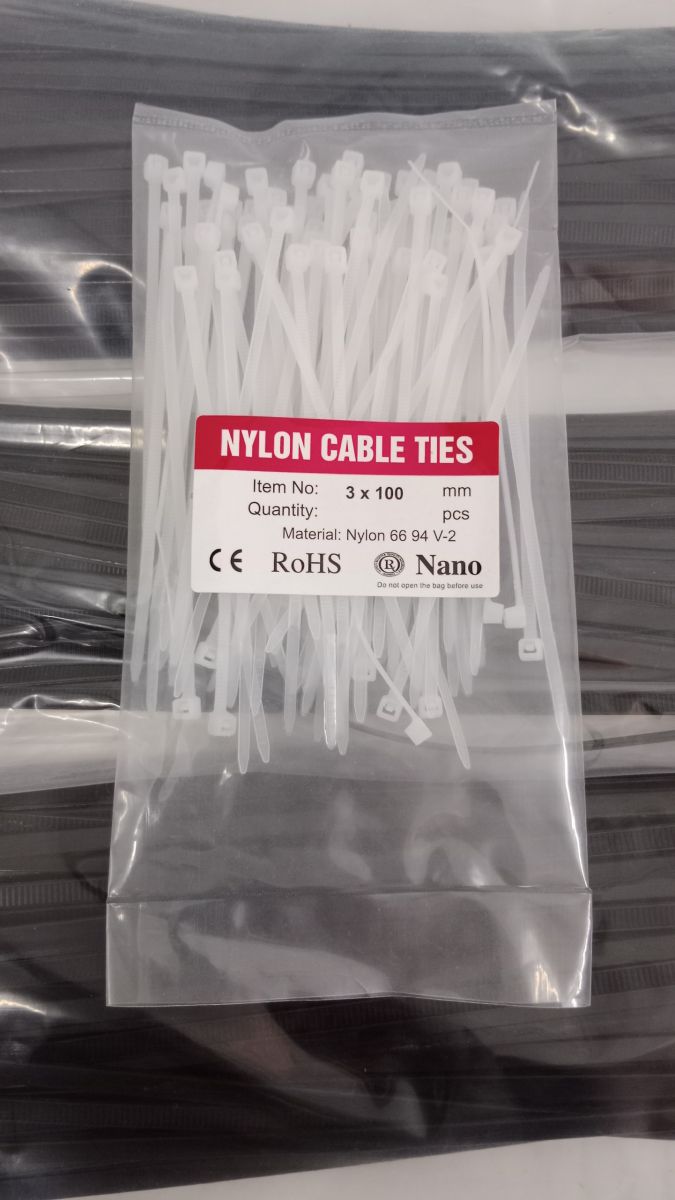 NYLON CABLE TIES
Item No: 3 x 100 mm
Quantity: pcs
Material: Nylon 66 94 V-2
CE RoHS ® Nano
Do not open the bag before use